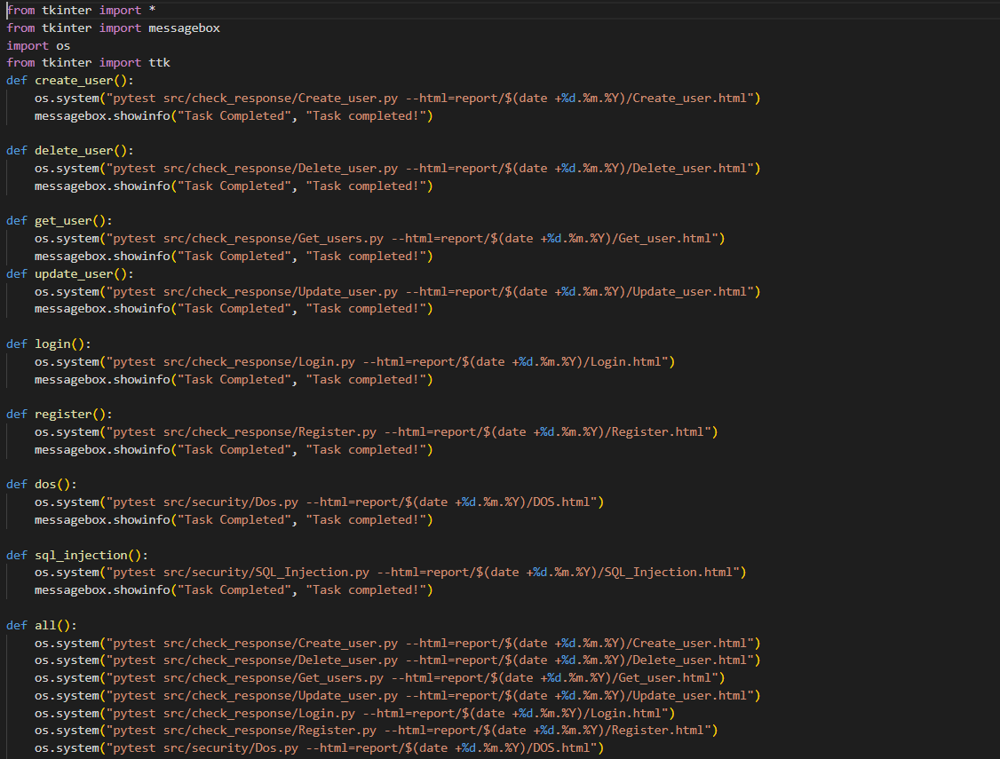 from tkinter import *
from tkinter import messagebox
import os
from tkinter import ttk
def create_user():
    os.system("pytest src/check_response/Create_user.py --html=report/$(date +%d.%m.%Y)/Create_user.html")
    messagebox.showinfo("Task Completed", "Task completed!")

def delete_user():
    os.system("pytest src/check_response/Delete_user.py --html=report/$(date +%d.%m.%Y)/Delete_user.html")
    messagebox.showinfo("Task Completed", "Task completed!")

def get_user():
    os.system("pytest src/check_response/Get_users.py --html=report/$(date +%d.%m.%Y)/Get_user.html")
    messagebox.showinfo("Task Completed", "Task completed!")
def update_user():
    os.system("pytest src/check_response/Update_user.py --html=report/$(date +%d.%m.%Y)/Update_user.html")
    messagebox.showinfo("Task Completed", "Task completed!")

def login():
    os.system("pytest src/check_response/Login.py --html=report/$(date +%d.%m.%Y)/Login.html")
    messagebox.showinfo("Task Completed", "Task completed!")

def register():
    os.system("pytest src/check_response/Register.py --html=report/$(date +%d.%m.%Y)/Register.html")
    messagebox.showinfo("Task Completed", "Task completed!")

def dos():
    os.system("pytest src/security/Dos.py --html=report/$(date +%d.%m.%Y)/DOS.html")
    messagebox.showinfo("Task Completed", "Task completed!")

def sql_injection():
    os.system("pytest src/security/SQL_Injection.py --html=report/$(date +%d.%m.%Y)/SQL_Injection.html")
    messagebox.showinfo("Task Completed", "Task completed!")

def all():
    os.system("pytest src/check_response/Create_user.py --html=report/$(date +%d.%m.%Y)/Create_user.html")
    os.system("pytest src/check_response/Delete_user.py --html=report/$(date +%d.%m.%Y)/Delete_user.html")
    os.system("pytest src/check_response/Get_users.py --html=report/$(date +%d.%m.%Y)/Get_user.html")
    os.system("pytest src/check_response/Update_user.py --html=report/$(date +%d.%m.%Y)/Update_user.html")
    os.system("pytest src/check_response/Login.py --html=report/$(date +%d.%m.%Y)/Login.html")
    os.system("pytest src/check_response/Register.py --html=report/$(date +%d.%m.%Y)/Register.html")
    os.system("pytest src/security/Dos.py --html=report/$(date +%d.%m.%Y)/DOS.html")